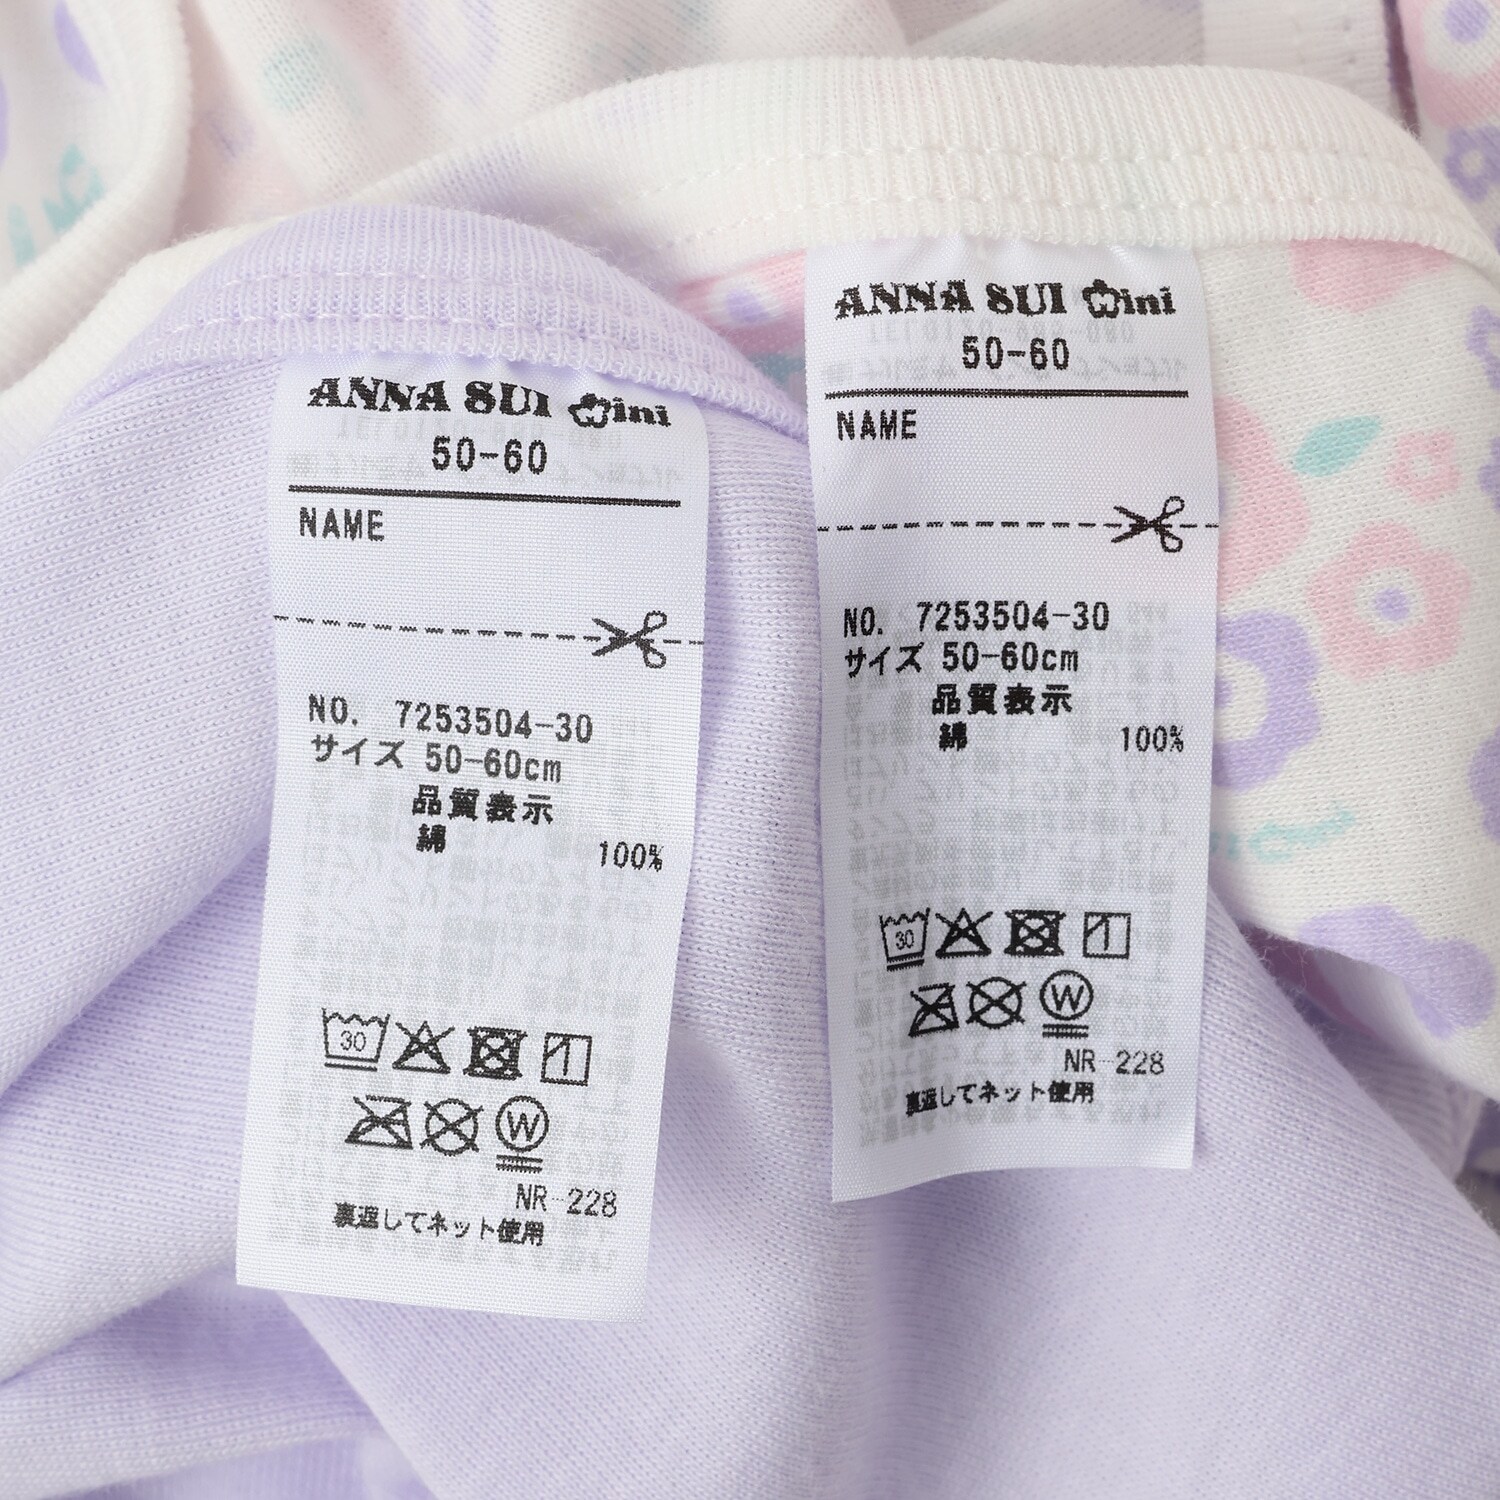 ANNA SUI mini
50-60
NAME
NO. 7253504-30
サイズ 50-60cm
品質表示
綿 100%
30
W
NR-228
裏返してネット使用
ANNA SUI mini
50-60
NAME
NO. 7253504-30
サイズ 50-60cm
品質表示
綿 100%
30
W
NR-228
裏返してネット使用